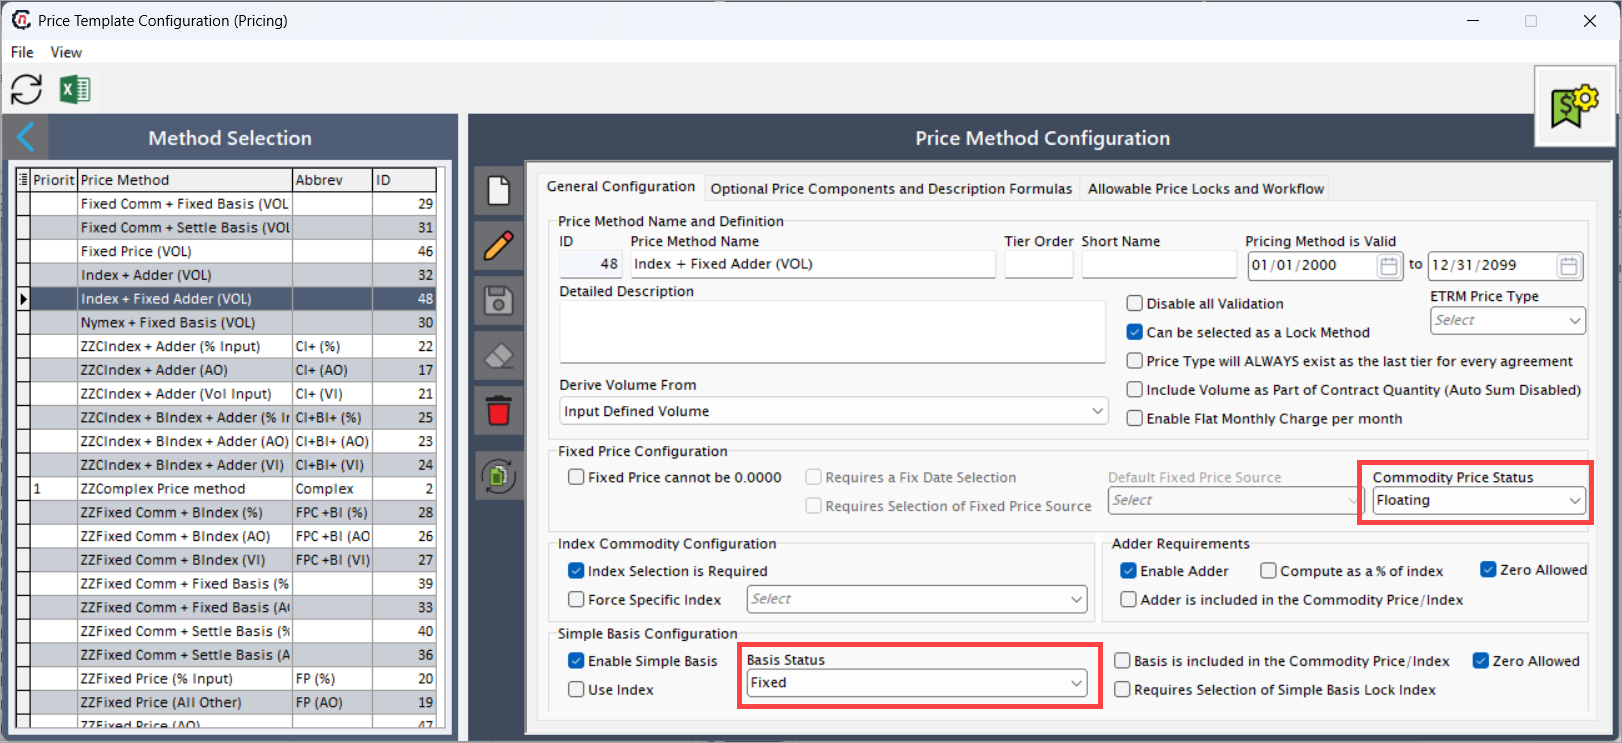 Price Template Configuration (Pricing)
File View
Method Selection
Priorit Price Method Abbrev ID
Fixed Comm + Fixed Basis (VOL 29
Fixed Comm + Settle Basis (VOL 31
Fixed Price (VOL) 46
Index + Adder (VOL) 32
Index + Fixed Adder (VOL) 48
Nymex + Fixed Basis (VOL) 30
ZZCIndex + Adder (% Input) CI+ (%) 22
ZZCIndex + Adder (AO) CI+ (AO) 17
ZZCIndex + Adder (Vol Input) CI+ (VI) 21
ZZCIndex + BIndex + Adder (% In CI+BI+ (%) 25
ZZCIndex + BIndex + Adder (AO) CI+BI+ (AO) 23
ZZCIndex + BIndex + Adder (VI) CI+BI+ (VI) 24
1 ZZComplex Price method Complex 2
ZZFixed Comm + BIndex (%) FPC +BI (%) 28
ZZFixed Comm + BIndex (AO) FPC +BI (AO 26
ZZFixed Comm + BIndex (VI) FPC +BI (VI) 27
ZZFixed Comm + Fixed Basis (% 39
ZZFixed Comm + Fixed Basis (A 33
ZZFixed Comm + Settle Basis (% 40
ZZFixed Comm + Settle Basis (A 36
ZZFixed Price (% Input) FP (%) 20
ZZFixed Price (All Other) FP (AO) 19
ZZFixed Price (AO) 47
Price Method Configuration
General Configuration Optional Price Components and Description Formulas Allowable Price Locks and Workflow
Price Method Name and Definition
ID Price Method Name Tier Order Short Name Pricing Method is Valid
48 Index + Fixed Adder (VOL) 01/01/2000 to 12/31/2099
Detailed Description
Disable all Validation
ETRM Price Type
Select
Can be selected as a Lock Method
Price Type will ALWAYS exist as the last tier for every agreement
Derive Volume From
Input Defined Volume
Include Volume as Part of Contract Quantity (Auto Sum Disabled)
Enable Flat Monthly Charge per month
Fixed Price Configuration
Fixed Price cannot be 0.0000 Requires a Fix Date Selection Default Fixed Price Source Commodity Price Status
Requires Selection of Fixed Price Source Select Floating
Index Commodity Configuration
Index Selection is Required
Force Specific Index Select
Adder Requirements
Enable Adder Compute as a % of index Zero Allowed
Adder is included in the Commodity Price/Index
Simple Basis Configuration
Enable Simple Basis Basis Status Basis is included in the Commodity Price/Index Zero Allowed
Use Index Fixed Requires Selection of Simple Basis Lock Index